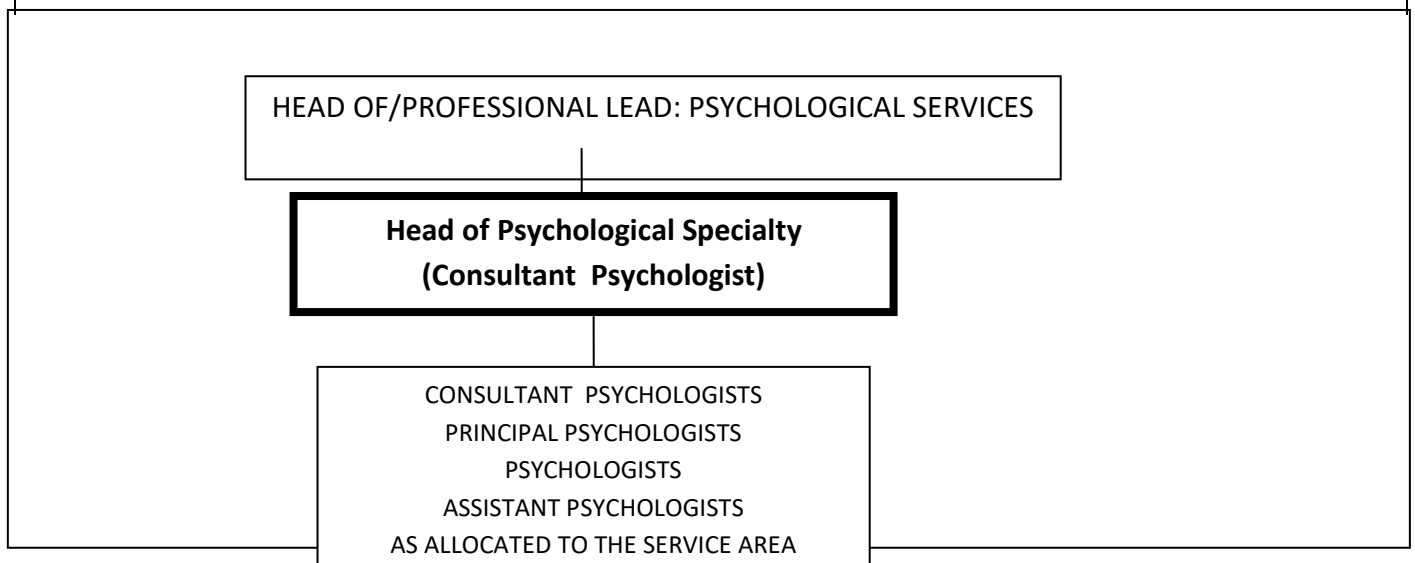 HEAD OF/PROFESSIONAL LEAD: PSYCHOLOGICAL SERVICES
Head of Psychological Specialty
(Consultant Psychologist)
CONSULTANT PSYCHOLOGISTS
PRINCIPAL PSYCHOLOGISTS
PSYCHOLOGISTS
ASSISTANT PSYCHOLOGISTS
AS ALLOCATED TO THE SERVICE AREA